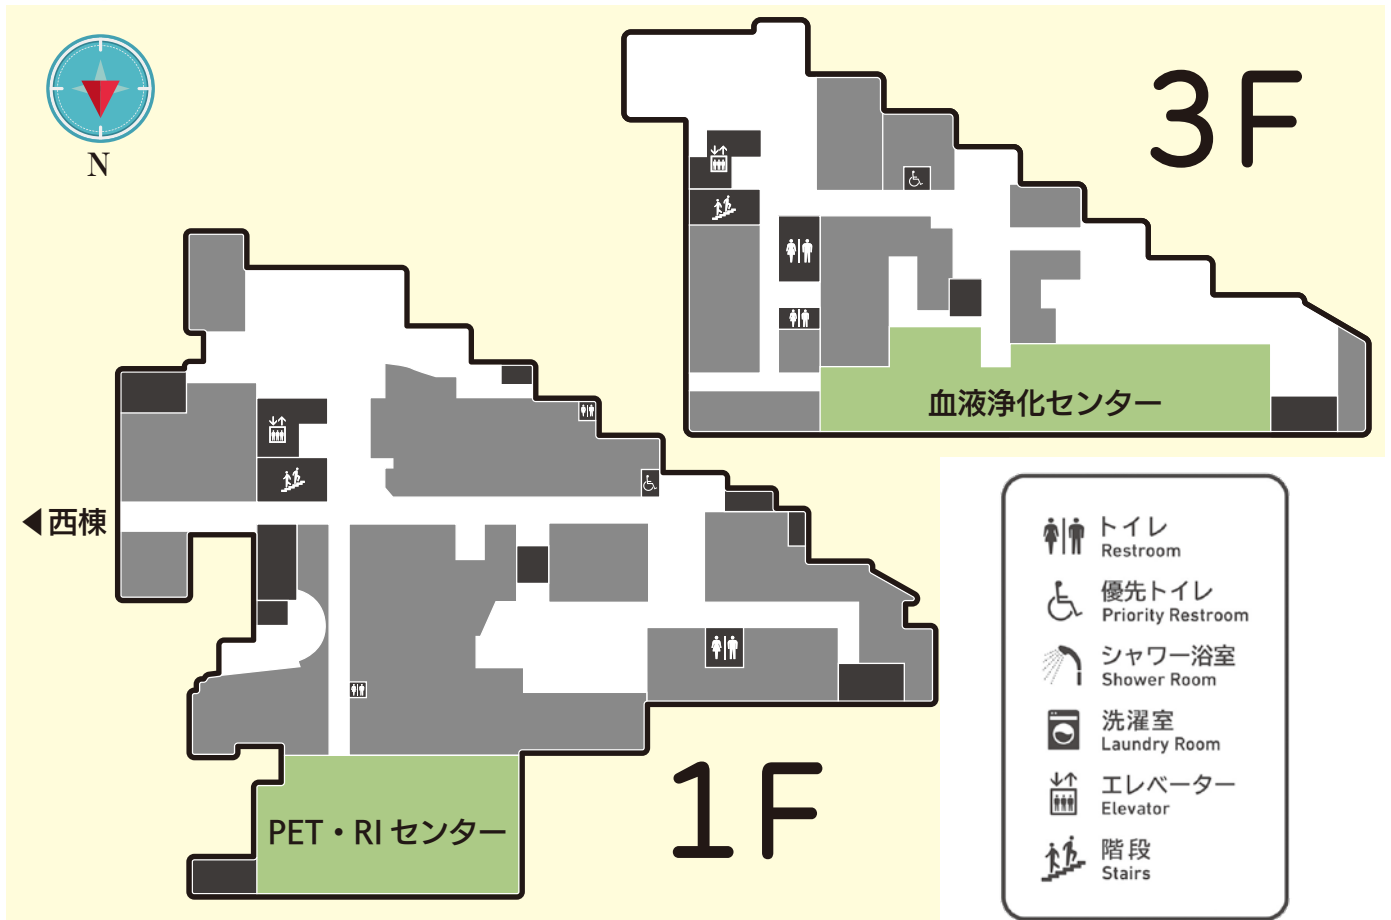 N
3F
血液浄化センター
◀西棟
PET・RIセンター
1F
トイレ
Restroom
優先トイレ
Priority Restroom
シャワー浴室
Shower Room
洗濯室
Laundry Room
エレベーター
Elevator
階段
Stairs